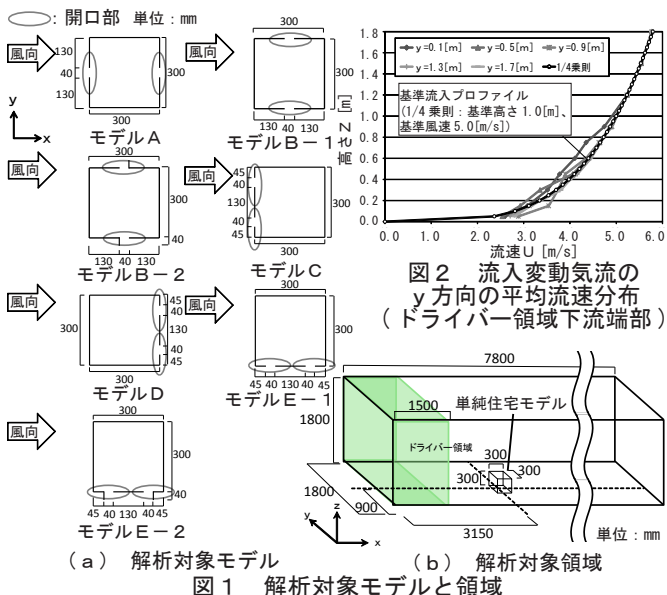 : 開口部 単位：mm
風向
130
40
130
300
300
モデルA
y
x
風向
300
300
130
40
130
モデルB-1
風向
300
300
40
130
40
130
モデルB-2
風向
45
40
130
40
45
300
300
モデルC
風向
300
45
40
130
40
45
300
モデルD
風向
300
300
45
40
130
40
45
モデルE-1
風向
300
300
40
45
40
130
40
45
モデルE-2
(a) 解析対象モデル
1.8
1.6
1.4
1.2
1.0
0.8
0.6
0.4
0.2
0.0
高さZ [m]
y=0.1[m]
y=0.5[m]
y=0.9[m]
y=1.3[m]
y=1.7[m]
1/4乗則
基準流入プロファイル
(1/4 乗則：基準高さ 1.0[m]、
基準風速 5.0[m/s])
0.0
1.0
2.0
3.0
4.0
5.0
6.0
流速U [m/s]
図2 流入変動気流の
y方向の平均流速分布
(ドライバー領域下流端部)
7800
1800
1500
ドライバー領域
単純住宅モデル
300
300
300
1800
900
3150
y
z
x
単位：mm
(b) 解析対象領域
図1 解析対象モデルと領域